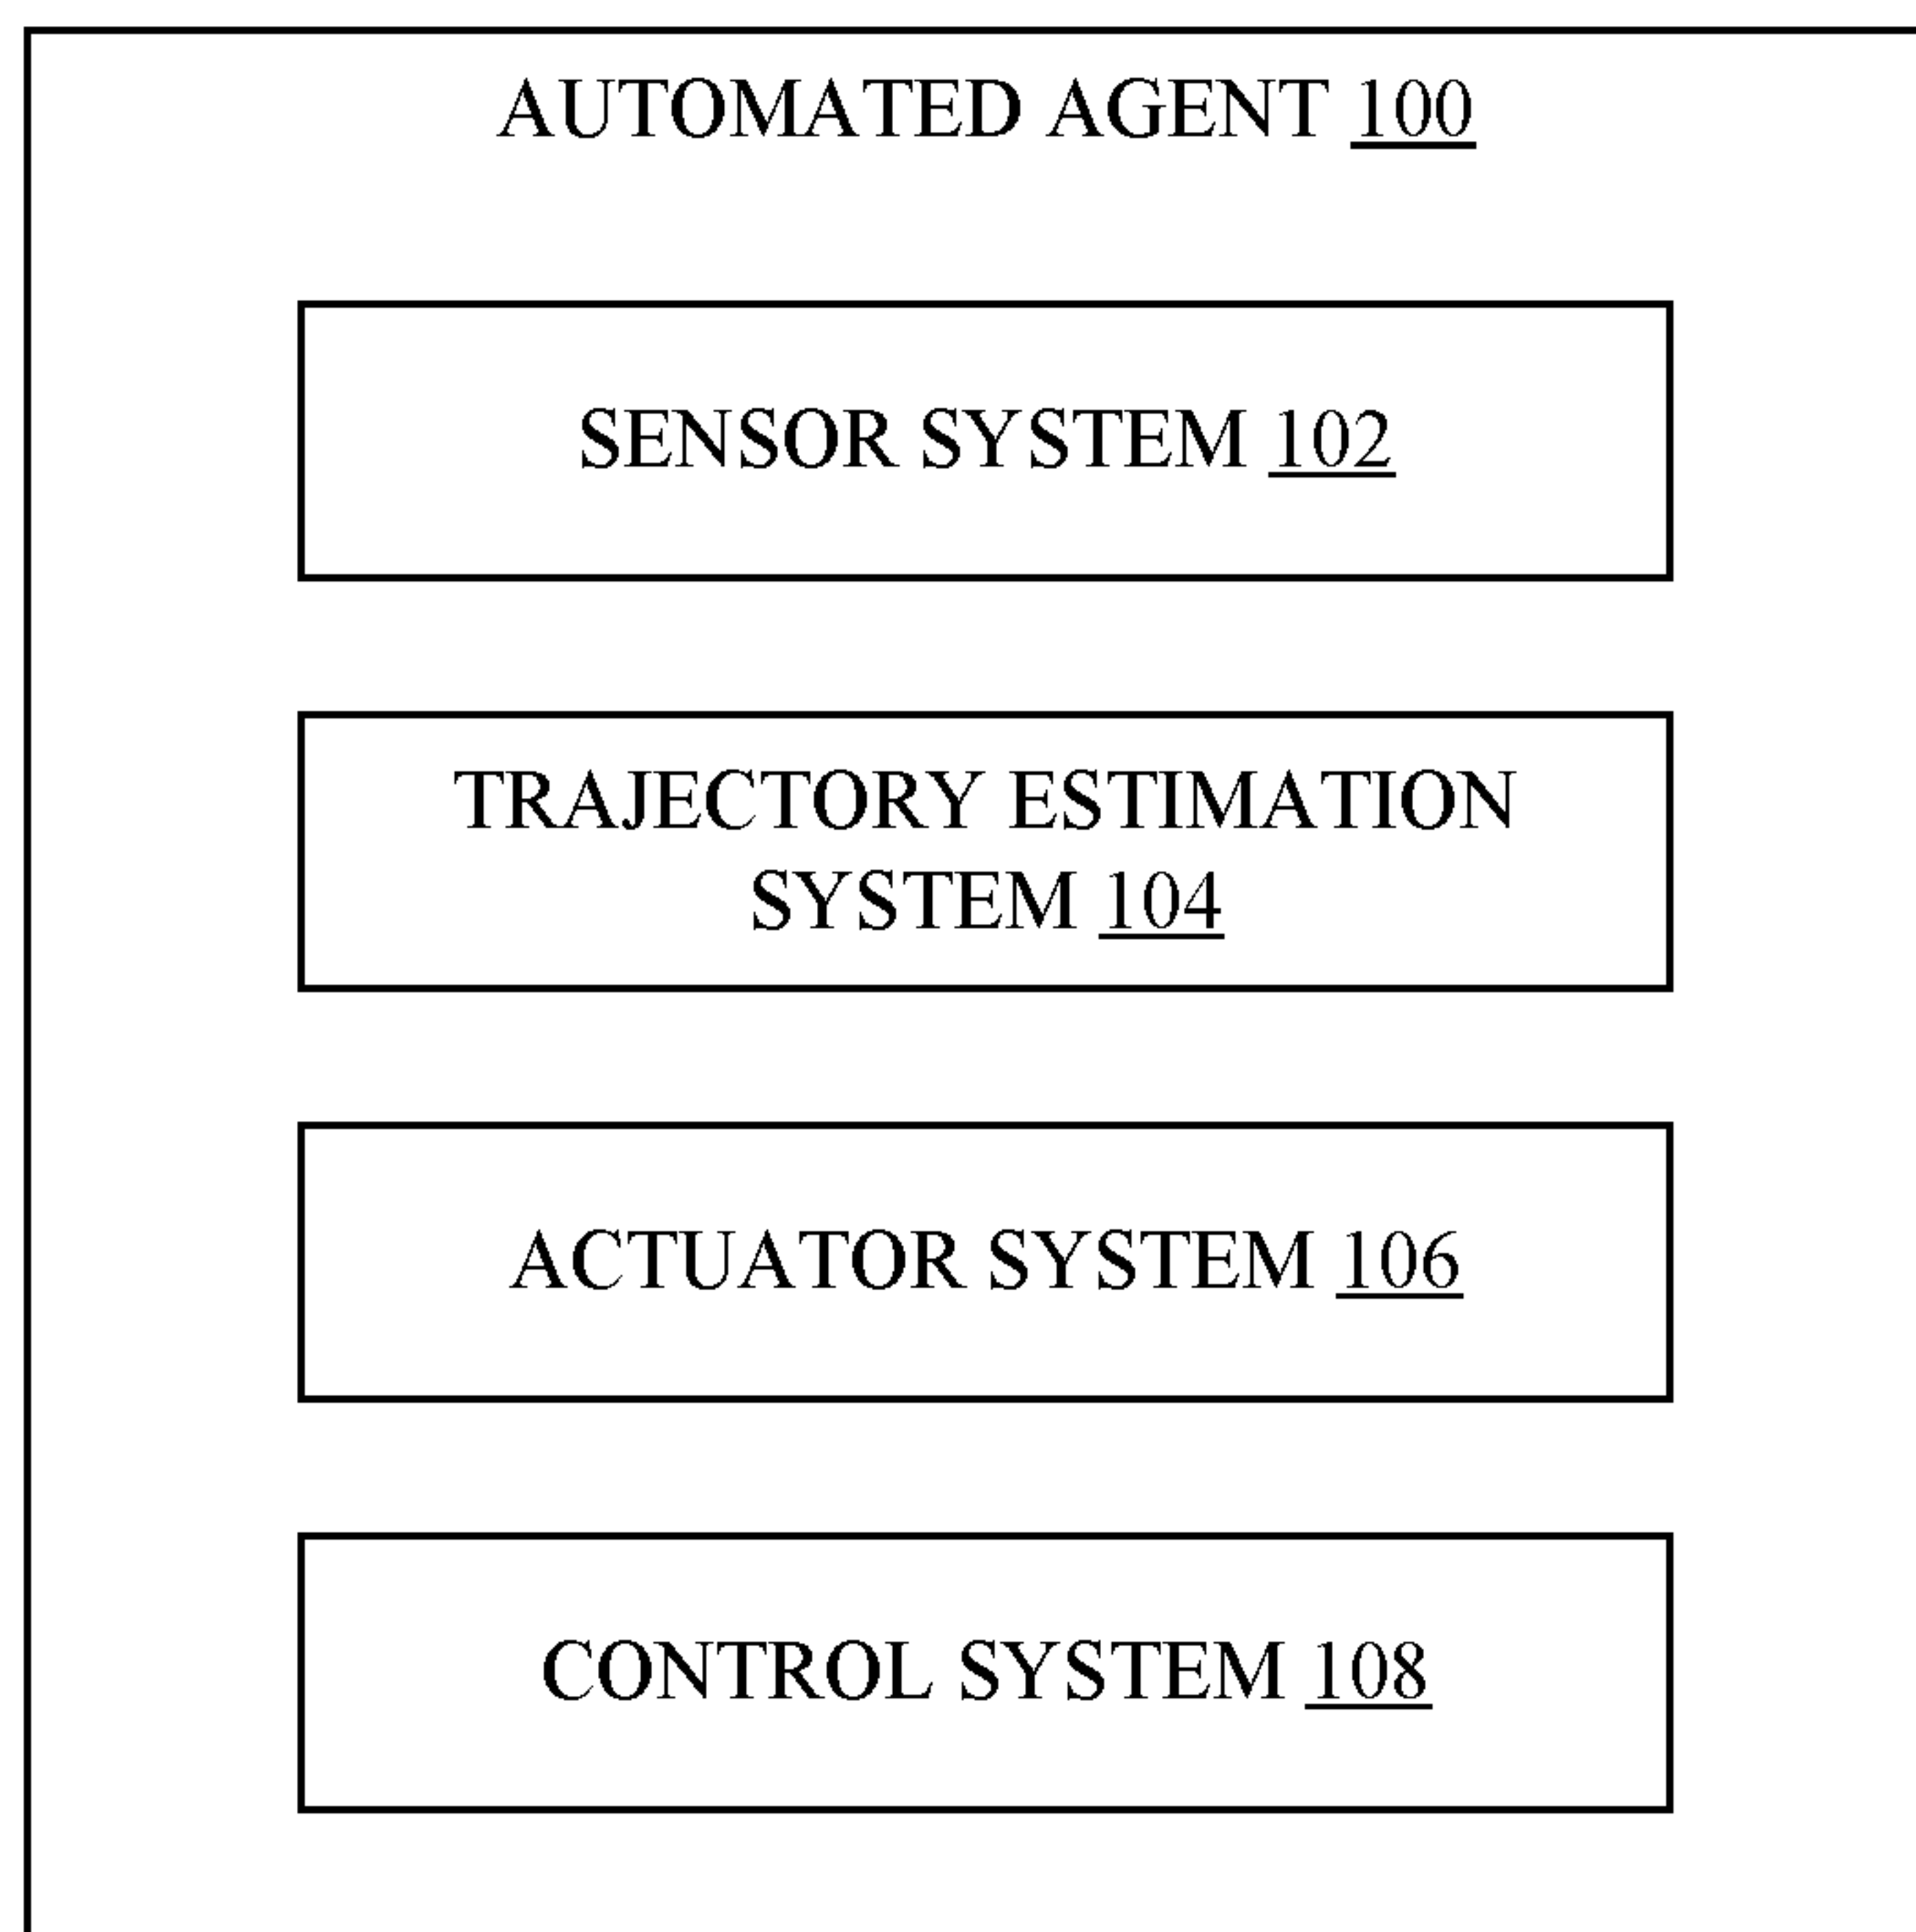 AUTOMATED AGENT 100
SENSOR SYSTEM 102
TRAJECTORY ESTIMATION
SYSTEM 104
ACTUATOR SYSTEM 106
CONTROL SYSTEM 108